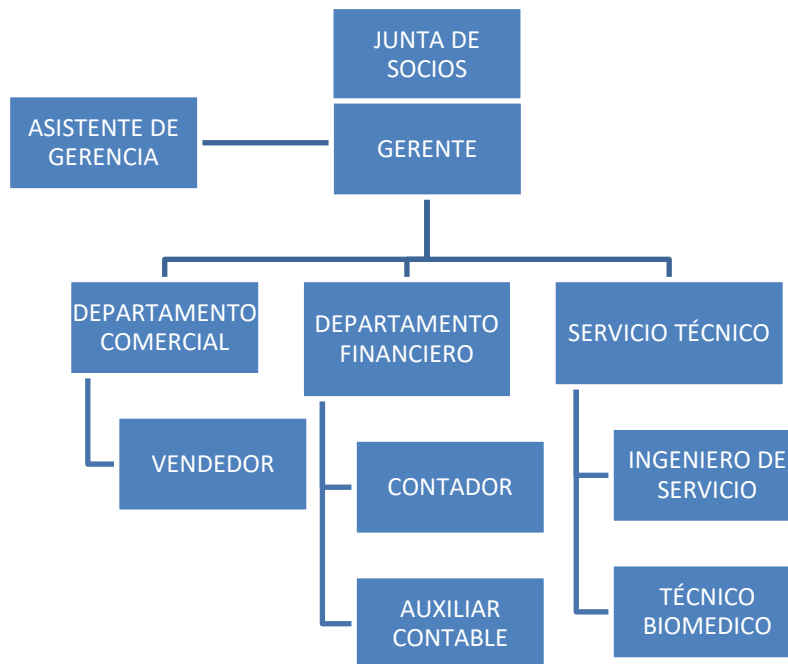 JUNTA DE
SOCIOS
ASISTENTE DE
GERENCIA
GERENTE
DEPARTAMENTO
COMERCIAL
DEPARTAMENTO
FINANCIERO
SERVICIO TÉCNICO
VENDEDOR
CONTADOR
INGENIERO DE
SERVICIO
AUXILIAR
CONTABLE
TÉCNICO
BIOMEDICO